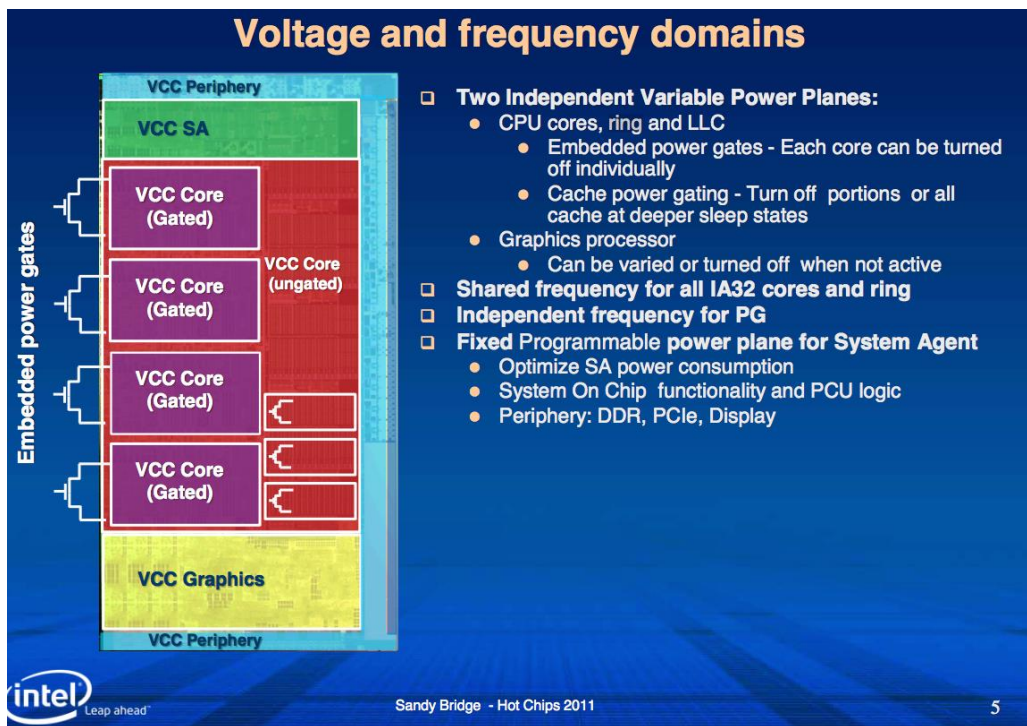 Voltage and frequency domains
VCC Periphery
VCC SA
VCC Core
(Gated)
VCC Core
(ungated)
VCC Core
(Gated)
VCC Core
(Gated)
VCC Core
(Gated)
VCC Graphics
VCC Periphery
Embedded power gates
Two Independent Variable Power Planes:
CPU cores, ring and LLC
Embedded power gates - Each core can be turned
off individually
Cache power gating - Turn off portions or all
cache at deeper sleep states
Graphics processor
Can be varied or turned off when not active
Shared frequency for all IA32 cores and ring
Independent frequency for PG
Fixed Programmable power plane for System Agent
Optimize SA power consumption
System On Chip functionality and PCU logic
Periphery: DDR, PCIe, Display
intel
Leap ahead™
Sandy Bridge - Hot Chips 2011
5